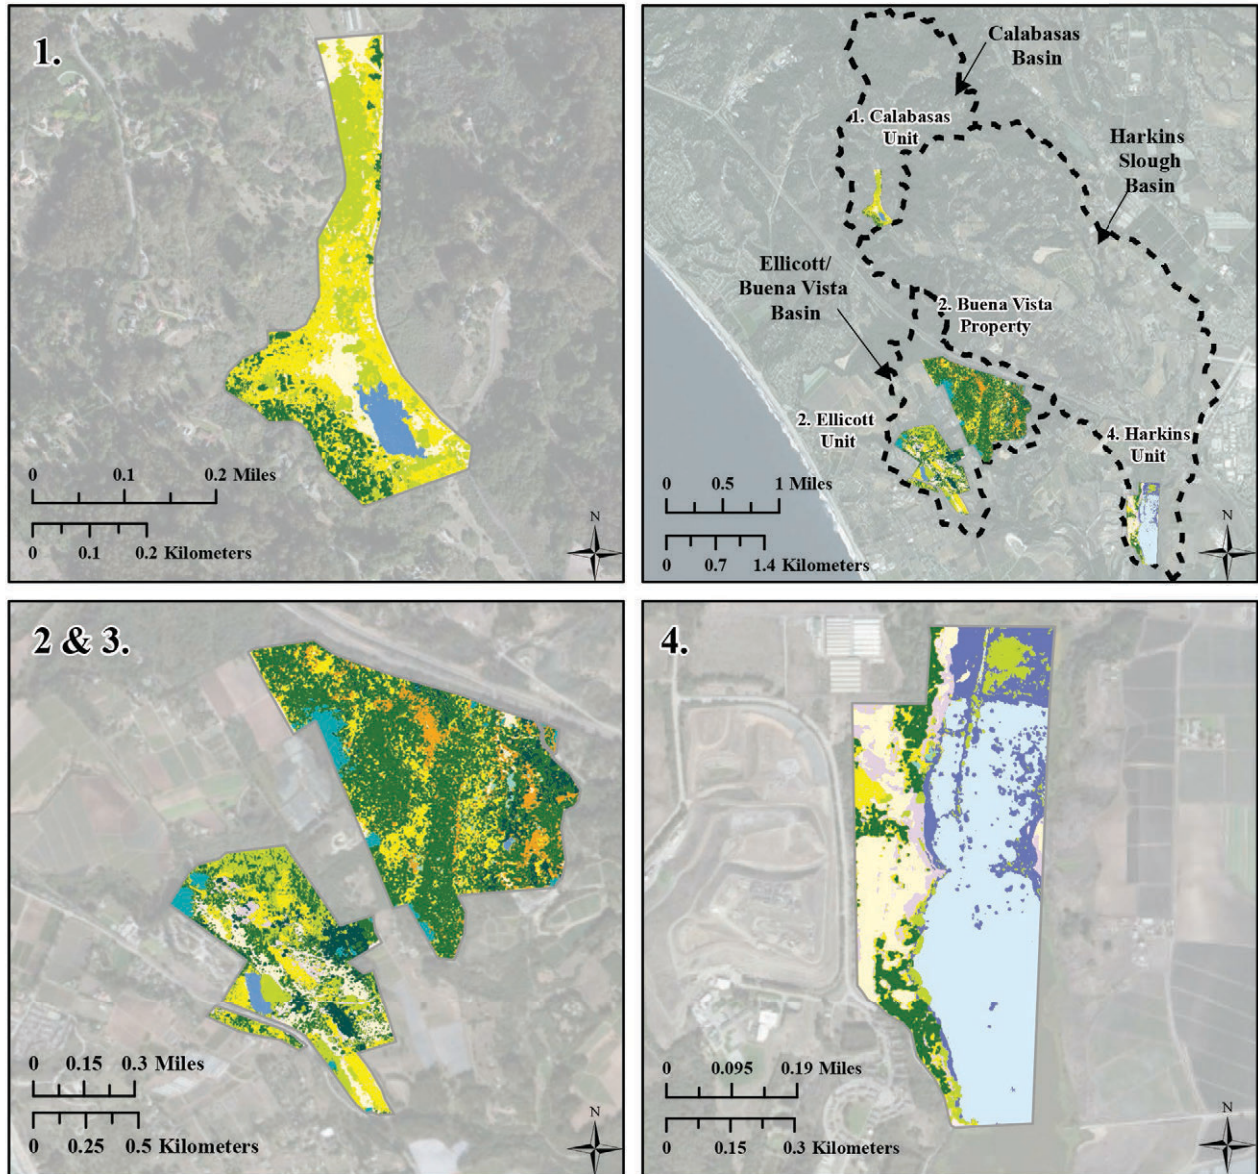 1.
0 0.1 0.2 Miles
0 0.1 0.2 Kilometers
N
Calabasas
Basin
1. Calabasas
Unit
Harkins
Slough
Basin
Ellicott/
Buena Vista
Basin
2. Buena Vista
Property
2. Ellicott
Unit
4. Harkins
Unit
0 0.5 1 Miles
0 0.7 1.4 Kilometers
N
2 & 3.
0 0.15 0.3 Miles
0 0.25 0.5 Kilometers
N
4.
0 0.095 0.19 Miles
0 0.15 0.3 Kilometers
N